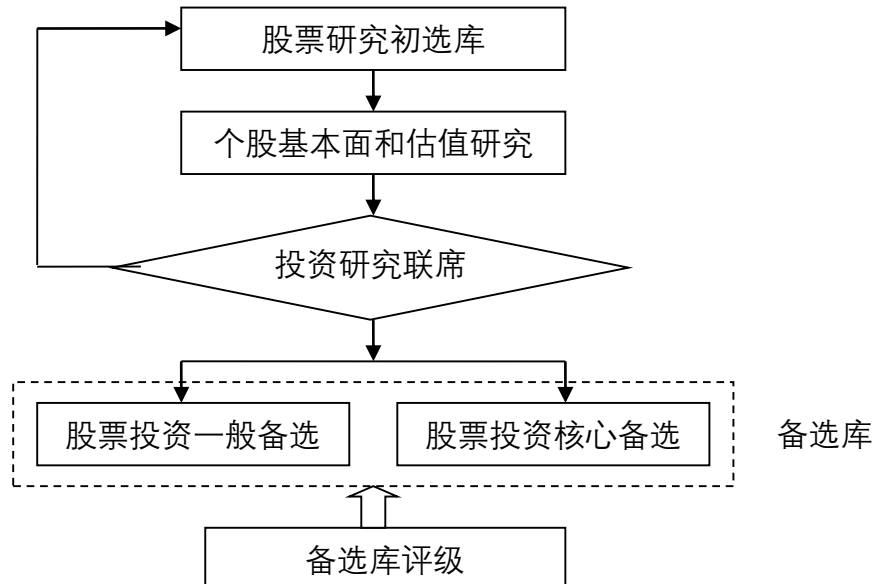 股票研究初选库
个股基本面和估值研究
投资研究联席
股票投资一般备选
股票投资核心备选
备选库
备选库评级